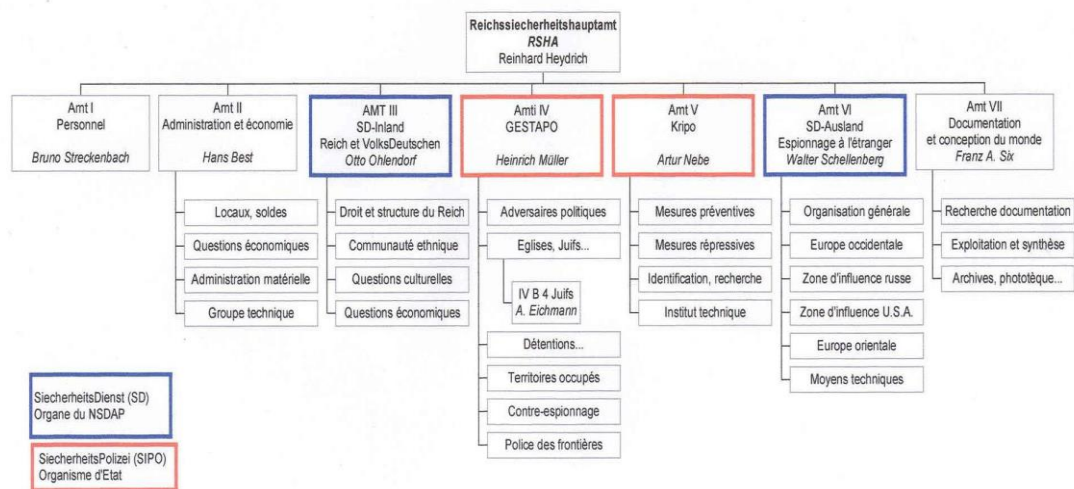 Reichssiecherheitshauptamt
RSHA
Reinhard Heydrich
Amt I
Personnel
Bruno Streckenbach
Amt II
Administration et économie
Hans Best
AMT III
SD-Inland
Reich et VolksDeutschen
Otto Ohlendorf
Amti IV
GESTAPO
Heinrich Müller
Amt V
Kripo
Artur Nebe
Amt VI
SD-Ausland
Espionnage à l'étranger
Walter Schellenberg
Amt VII
Documentation
et conception du monde
Franz A. Six
Locaux, soldes
Questions économiques
Administration matérielle
Groupe technique
Droit et structure du Reich
Communauté ethnique
Questions culturelles
Questions économiques
Adversaires politiques
Eglises, Juifs...
IV B 4 Juifs
A. Eichmann
Détentions...
Territoires occupés
Contre-espionnage
Police des frontières
Mesures préventives
Mesures répressives
Identification, recherche
Institut technique
Organisation générale
Europe occidentale
Zone d'influence russe
Zone d'influence U.S.A.
Europe orientale
Moyens techniques
Recherche documentation
Exploitation et synthèse
Archives, phototèque...
SiecherheitsDienst (SD)
Organe du NSDAP
SiecherheitsPolizei (SIPO)
Organisme d'Etat